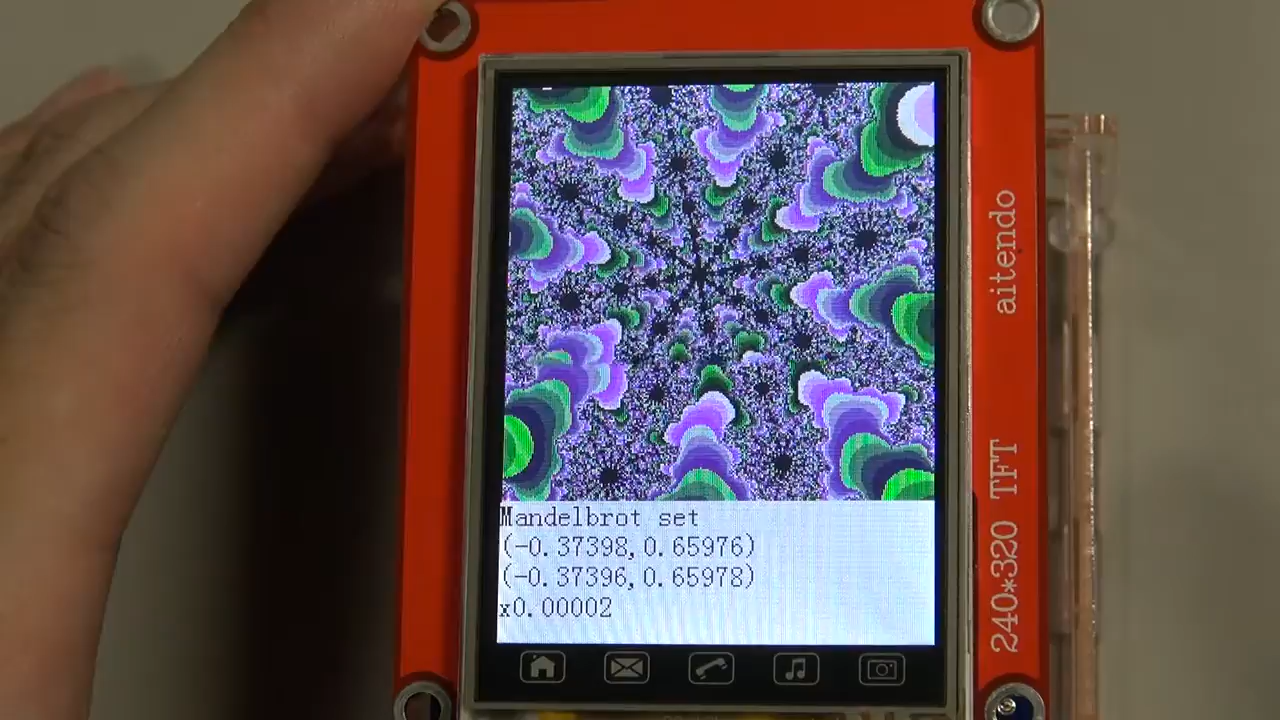 Mandelbrot set
(-0.37398,0.65976)
(-0.37396,0.65978)
x0.00002
aitendo
240*320 TFT